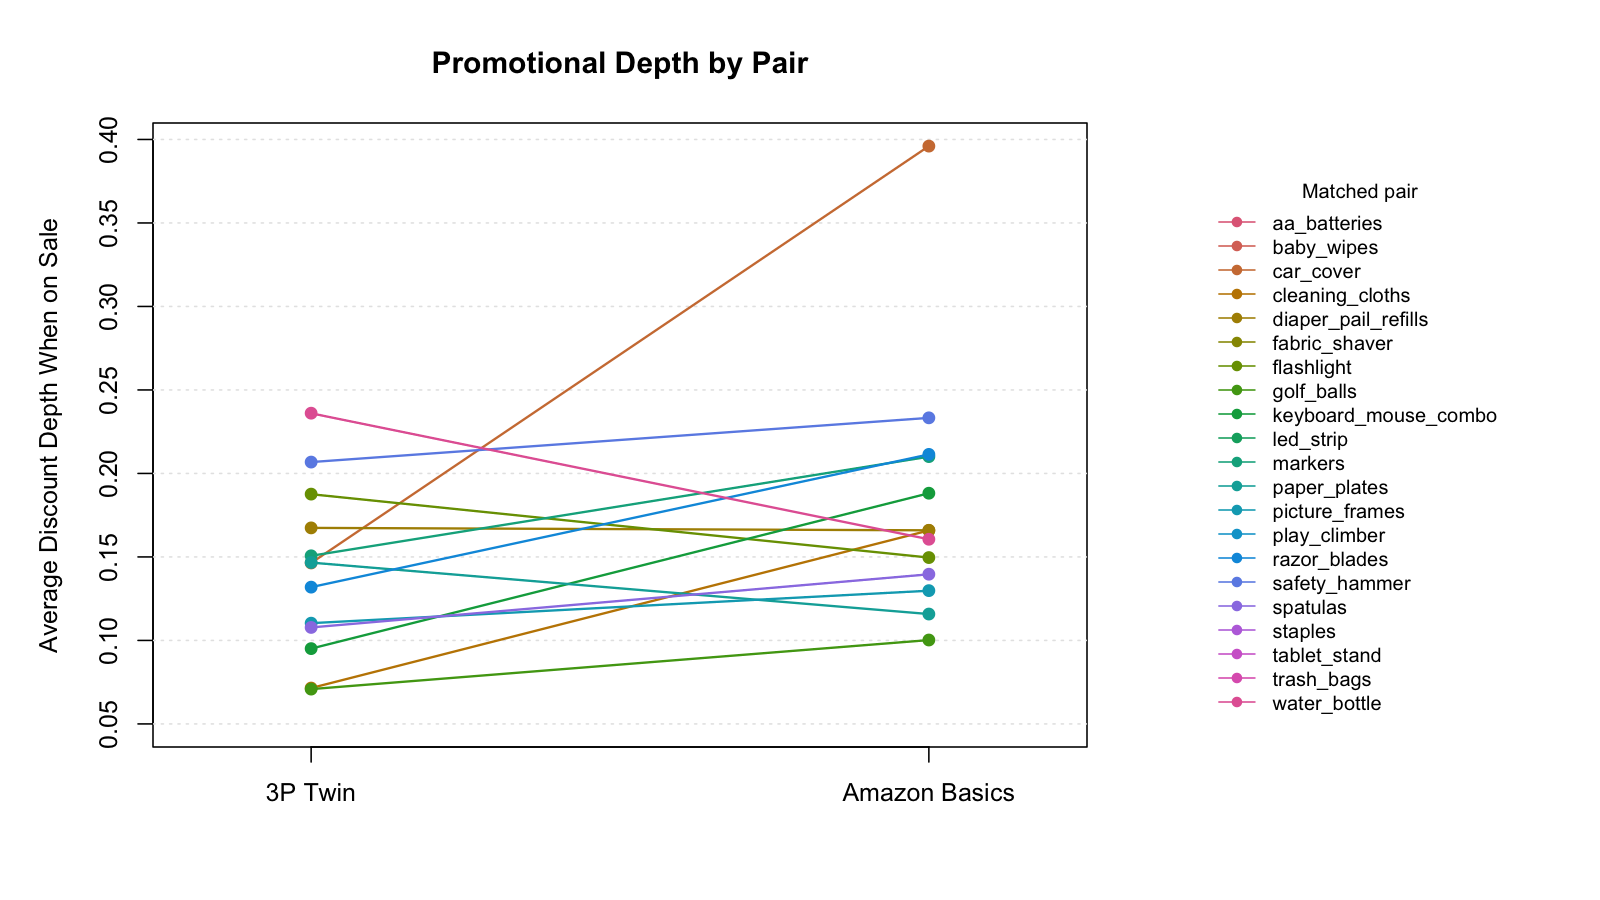 Promotional Depth by Pair
Average Discount Depth When on Sale
0.40
0.35
0.30
0.25
0.20
0.15
0.10
0.05
3P Twin
Amazon Basics
Matched pair
aa_batteries
baby_wipes
car_cover
cleaning_cloths
diaper_pail_refills
fabric_shaver
flashlight
golf_balls
keyboard_mouse_combo
led_strip
markers
paper_plates
picture_frames
play_climber
razor_blades
safety_hammer
spatulas
staples
tablet_stand
trash_bags
water_bottle